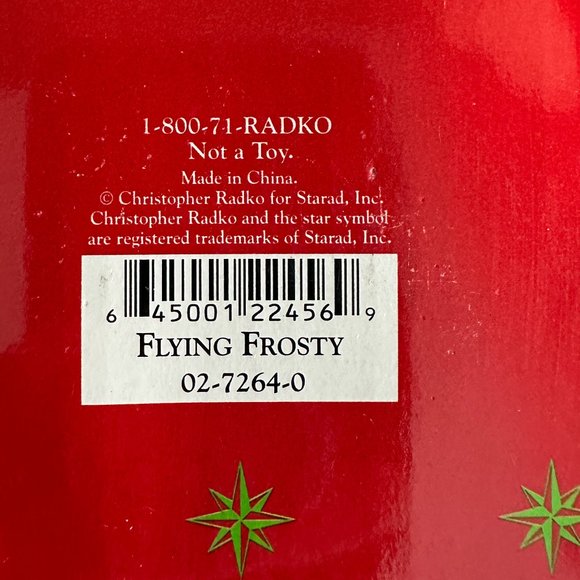 1-800-71-RADKO
Not a Toy.
Made in China.
© Christopher Radko for Starad, Inc.
Christopher Radko and the star symbol
are registered trademarks of Starad, Inc.
6 45001 22456 9
FLYING FROSTY
02-7264-0